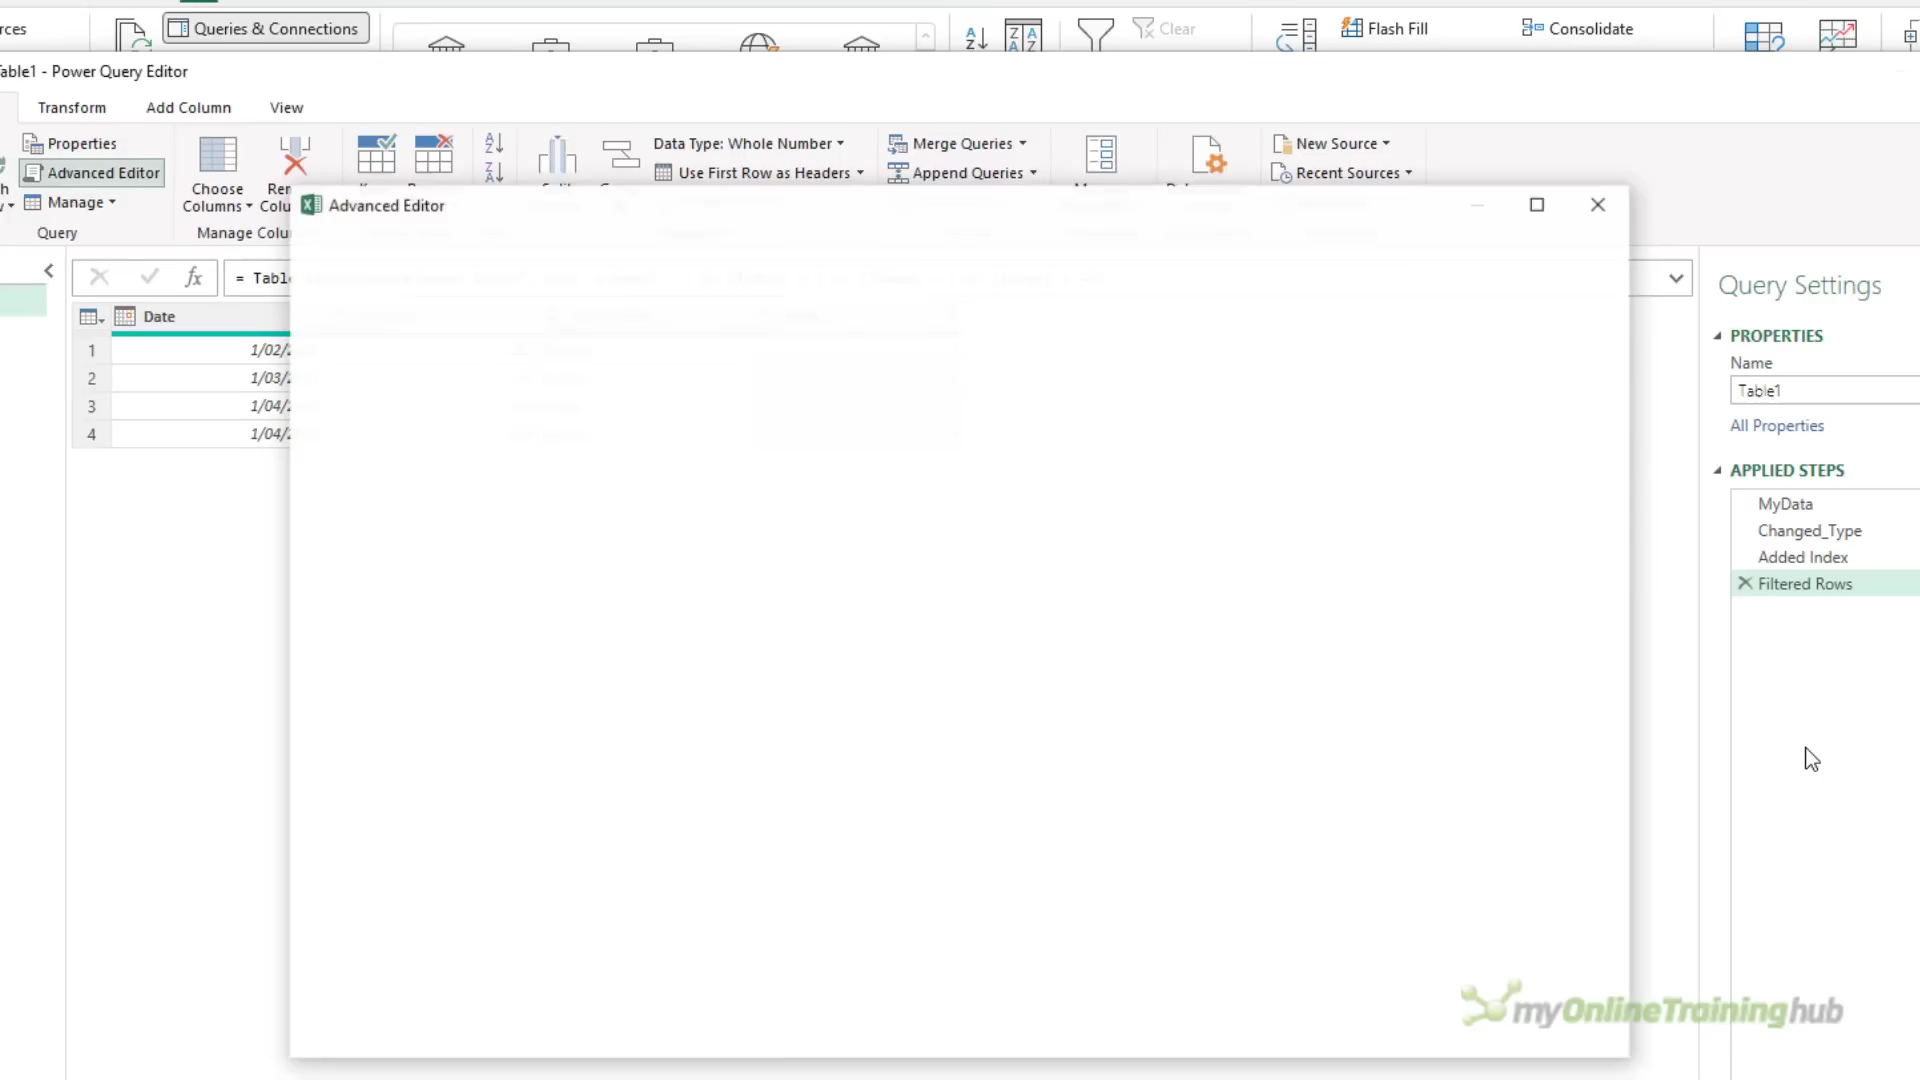 rces
Queries & Connections
Clear
Flash Fill
Consolidate
able1 - Power Query Editor
Transform
Add Column
View
Properties
Advanced Editor
Manage
Query
Choose
Columns
Manage Colu
Data Type: Whole Number
Use First Row as Headers
Merge Queries
Append Queries
New Source
Recent Sources
Advanced Editor
fx
= Tabl
Date
1 1/02/
2 1/03/
3 1/04/
4 1/04/
Query Settings
PROPERTIES
Name
Table1
All Properties
APPLIED STEPS
MyData
Changed_Type
Added Index
Filtered Rows
myOnlineTraininghub